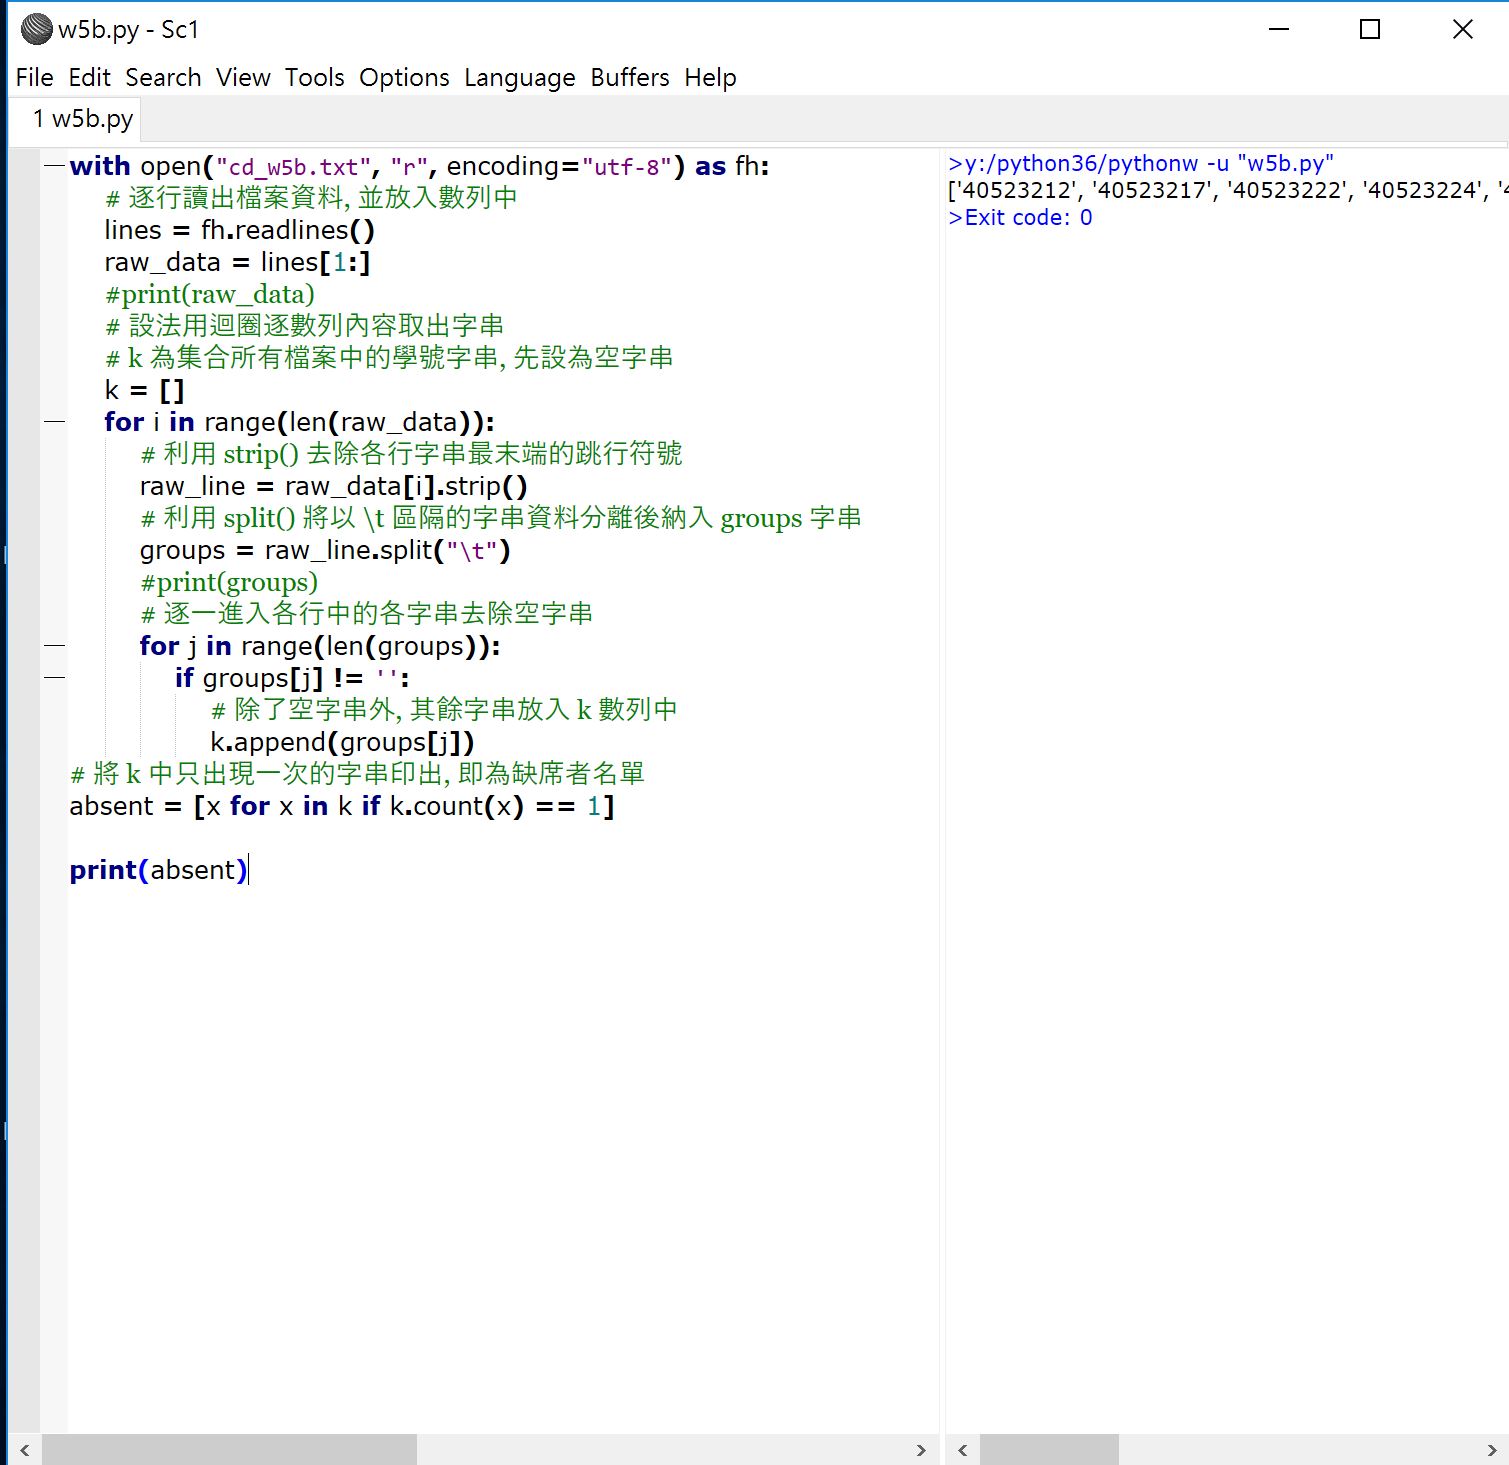 w5b.py - Sc1
File Edit Search View Tools Options Language Buffers Help
1 w5b.py
with open("cd_w5b.txt", "r", encoding="utf-8") as fh:
# 逐行讀出檔案資料, 並放入數列中
lines = fh.readlines()
raw_data = lines[1:]
#print(raw_data)
# 設法用迴圈逐數列內容取出字串
# k 為集合所有檔案中的學號字串, 先設為空字串
k = []
for i in range(len(raw_data)):
# 利用 strip() 去除各行字串最末端的跳行符號
raw_line = raw_data[i].strip()
# 利用 split() 將以 \t 區隔的字串資料分離後納入 groups 字串
groups = raw_line.split("\t")
#print(groups)
# 逐一進入各行中的各字串去除空字串
for j in range(len(groups)):
if groups[j] != '':
# 除了空字串外, 其餘字串放入 k 數列中
k.append(groups[j])
# 將 k 中只出現一次的字串印出, 即為缺席者名單
absent = [x for x in k if k.count(x) == 1]
print(absent)
>y:/python36/pythonw -u "w5b.py"
['40523212', '40523217', '40523222', '40523224', '4
>Exit code: 0